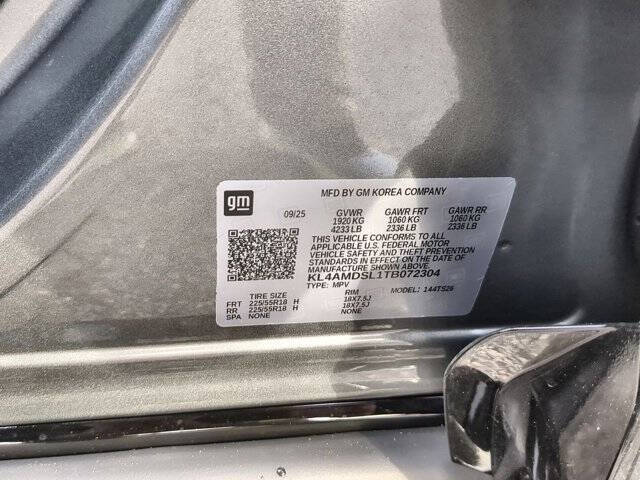 gm
MFD BY GM KOREA COMPANY
09/25 GVWR GAWR FRT GAWR RR
1920 KG 1060 KG 1060 KG
4233 LB 2336 LB 2336 LB
THIS VEHICLE CONFORMS TO ALL
APPLICABLE U.S. FEDERAL MOTOR
VEHICLE SAFETY AND THEFT PREVENTION
STANDARDS IN EFFECT ON THE DATE OF
MANUFACTURE SHOWN ABOVE.
KL4AMDSL1TB072304
TYPE: MPV MODEL: 144TS26
TIRE SIZE RIM
FRT 225/55R18 H 18X7.5J
RR 225/55R18 H 18X7.5J
SPA NONE NONE